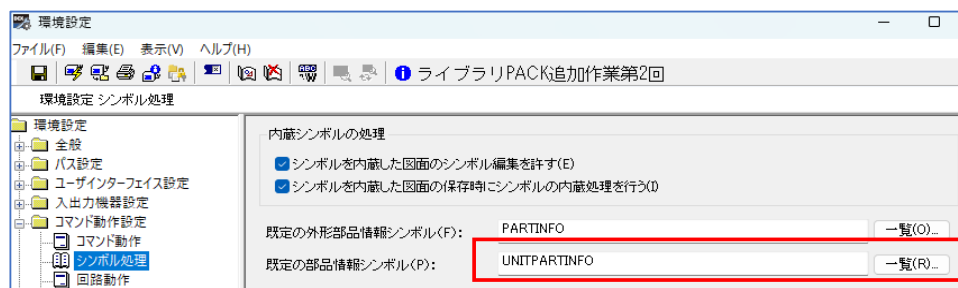 環境設定
ファイル(F) 編集(E) 表示(V) ヘルプ(H)
ライブラリPACK追加作業第2回
環境設定 シンボル処理
環境設定
全般
パス設定
ユーザインターフェイス設定
入出力機器設定
コマンド動作設定
コマンド動作
シンボル処理
回路動作
内蔵シンボルの処理
シンボルを内蔵した図面のシンボル編集を許す(E)
シンボルを内蔵した図面の保存時にシンボルの内蔵処理を行う(I)
既定の外形部品情報シンボル(F): PARTINFO 一覧(O)...
既定の部品情報シンボル(P): UNITPARTINFO 一覧(R)...